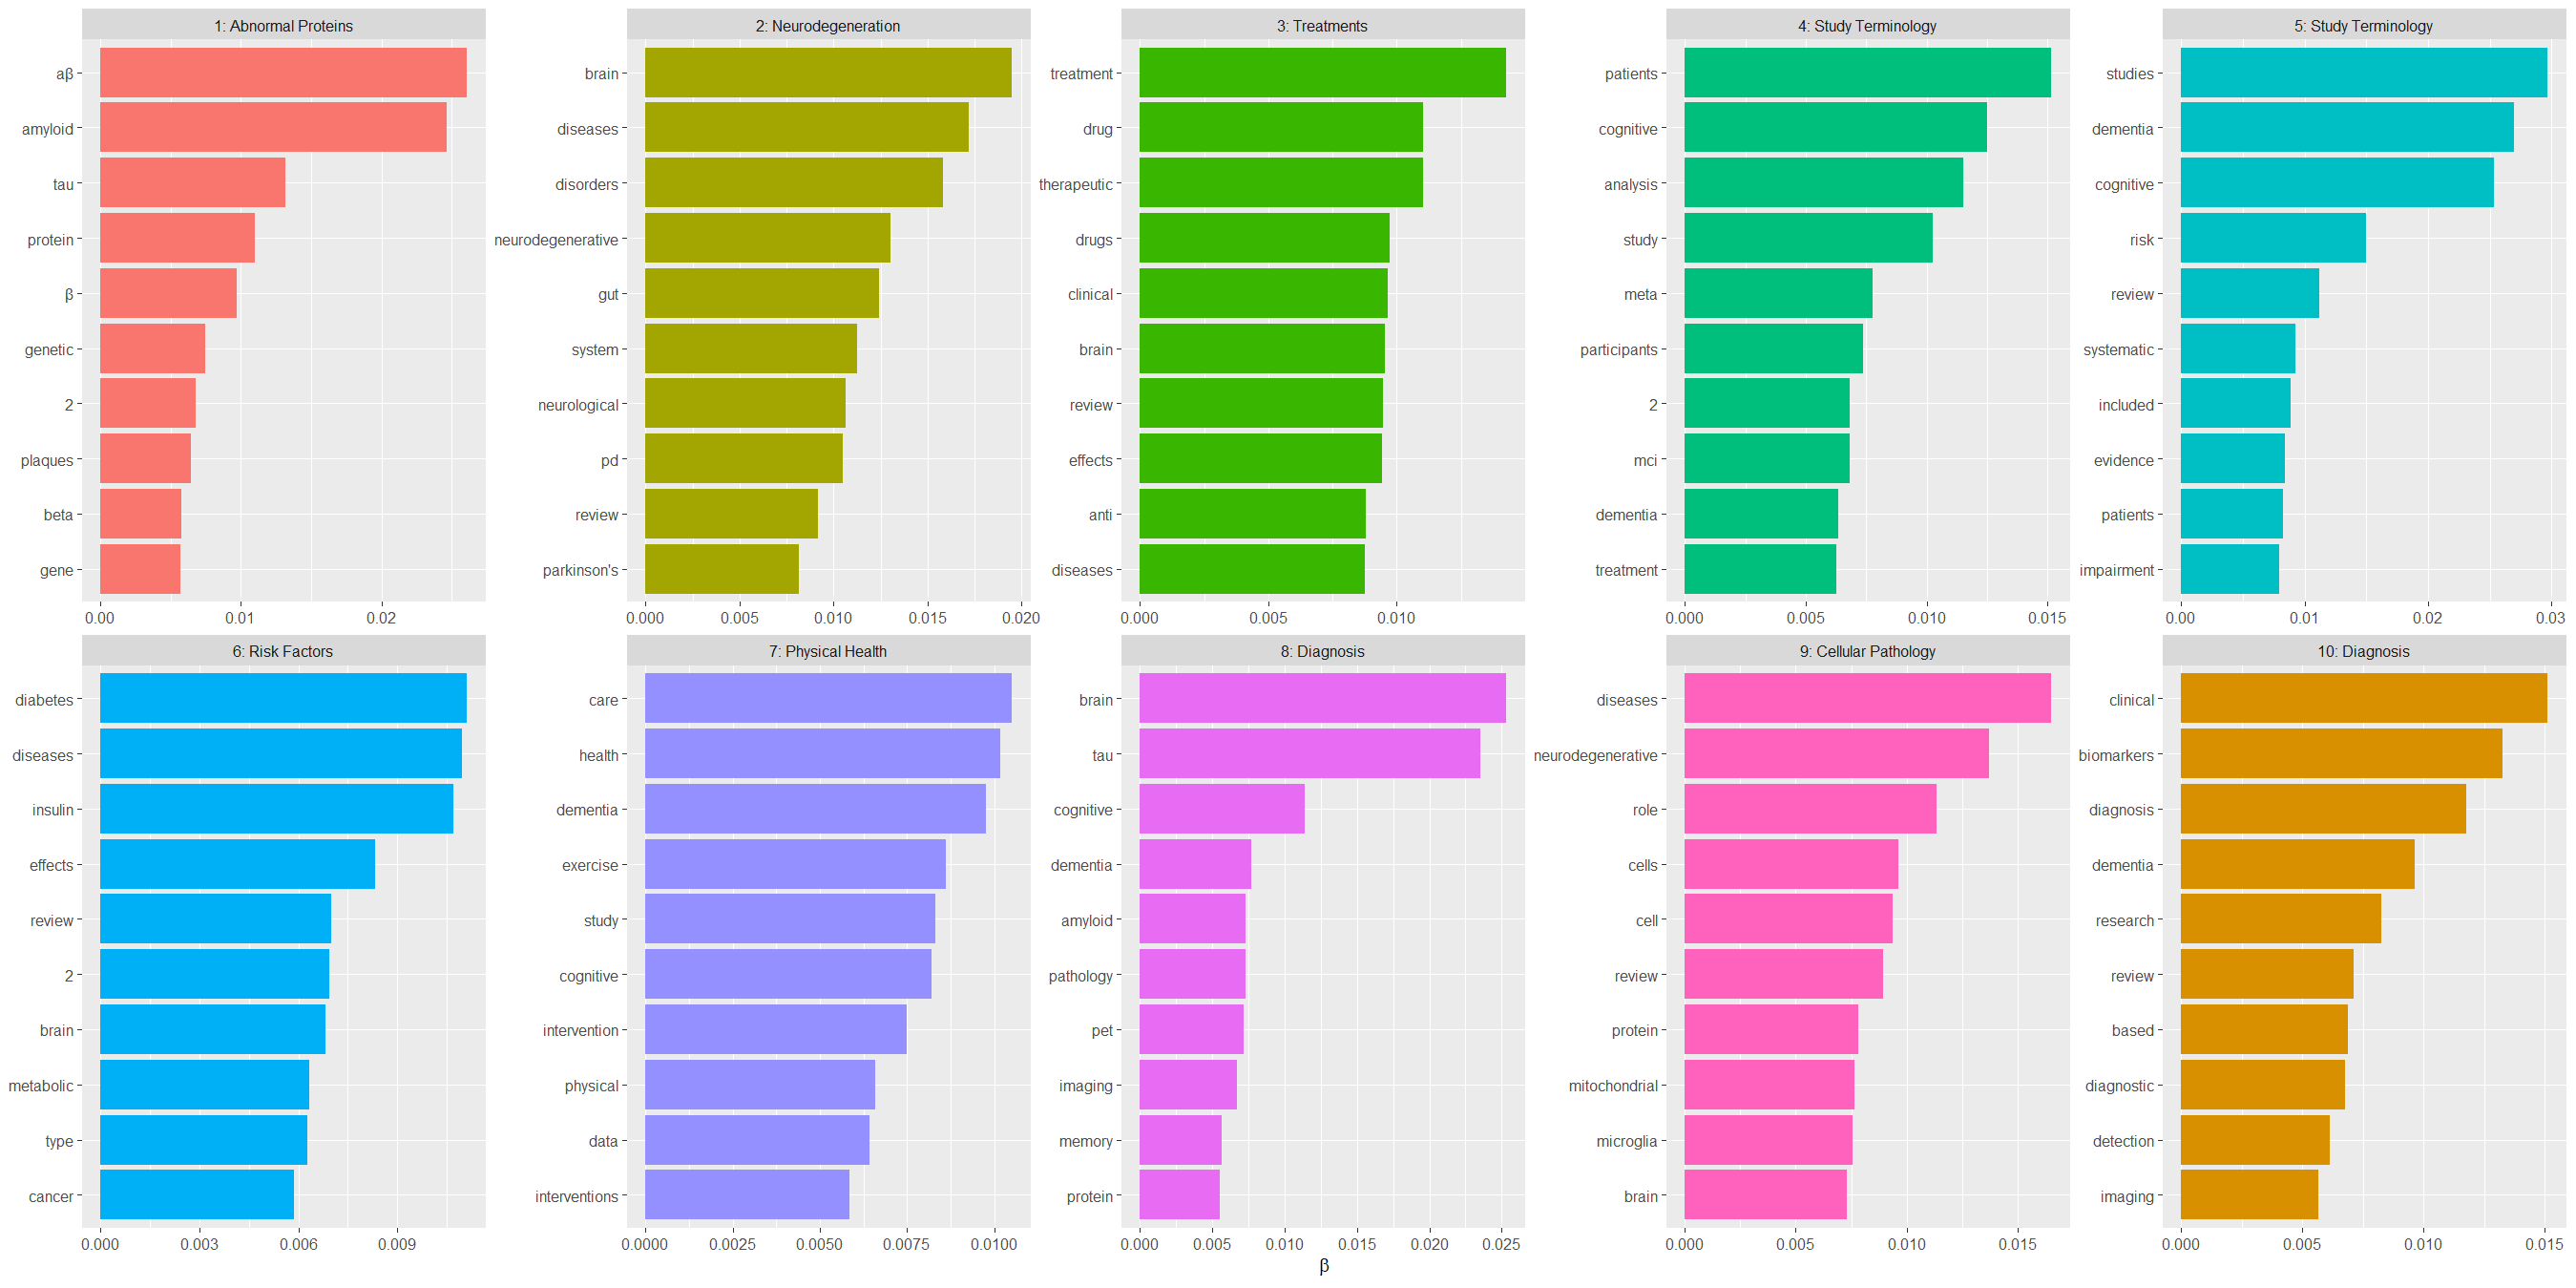 1: Abnormal Proteins
aβ
amyloid
tau
protein
β
genetic
2
plaques
beta
gene
0.00 0.01 0.02
2: Neurodegeneration
brain
diseases
disorders
neurodegenerative
gut
system
neurological
pd
review
parkinson's
0.000 0.005 0.010 0.015 0.020
3: Treatments
treatment
drug
therapeutic
drugs
clinical
brain
review
effects
anti
diseases
0.000 0.005 0.010
4: Study Terminology
patients
cognitive
analysis
study
meta
participants
2
mci
dementia
treatment
0.000 0.005 0.010 0.015
5: Study Terminology
studies
dementia
cognitive
risk
review
systematic
included
evidence
patients
impairment
0.00 0.01 0.02 0.03
6: Risk Factors
diabetes
diseases
insulin
effects
review
2
brain
metabolic
type
cancer
0.000 0.003 0.006 0.009
7: Physical Health
care
health
dementia
exercise
study
cognitive
intervention
physical
data
interventions
0.0000 0.0025 0.0050 0.0075 0.0100
8: Diagnosis
brain
tau
cognitive
dementia
amyloid
pathology
pet
imaging
memory
protein
0.000 0.005 0.010 0.015 0.020 0.025
9: Cellular Pathology
diseases
neurodegenerative
role
cells
cell
review
protein
mitochondrial
microglia
brain
0.000 0.005 0.010 0.015
10: Diagnosis
clinical
biomarkers
diagnosis
dementia
research
review
based
diagnostic
detection
imaging
0.000 0.005 0.010 0.015
β